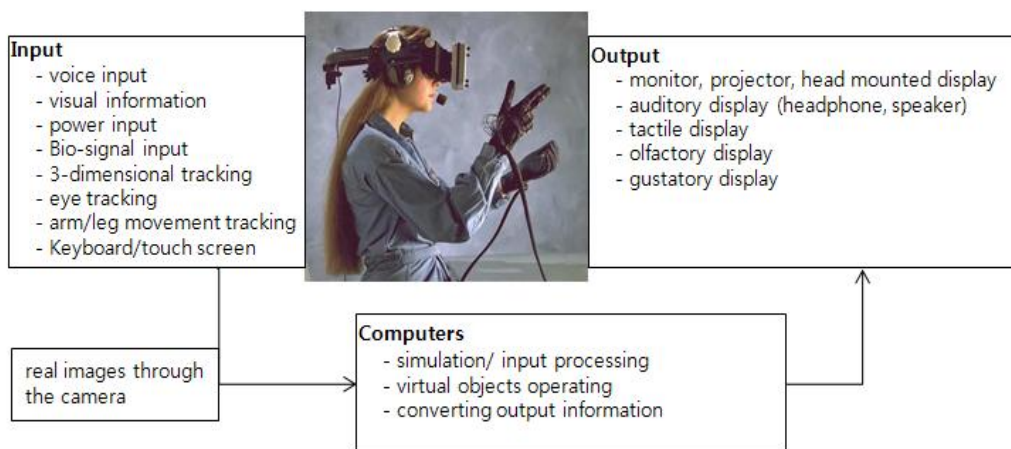 Input
- voice input
- visual information
- power input
- Bio-signal input
- 3-dimensional tracking
- eye tracking
- arm/leg movement tracking
- Keyboard/touch screen
Output
- monitor, projector, head mounted display
- auditory display (headphone, speaker)
- tactile display
- olfactory display
- gustatory display
real images through
the camera
Computers
- simulation/ input processing
- virtual objects operating
- converting output information